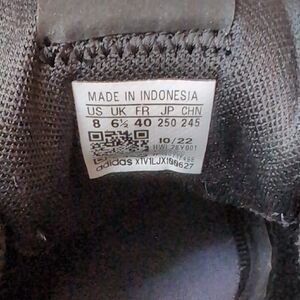 MADE IN INDONESIA
US UK FR JP CHN
8 6½ 40 250 245
10/22
adidas